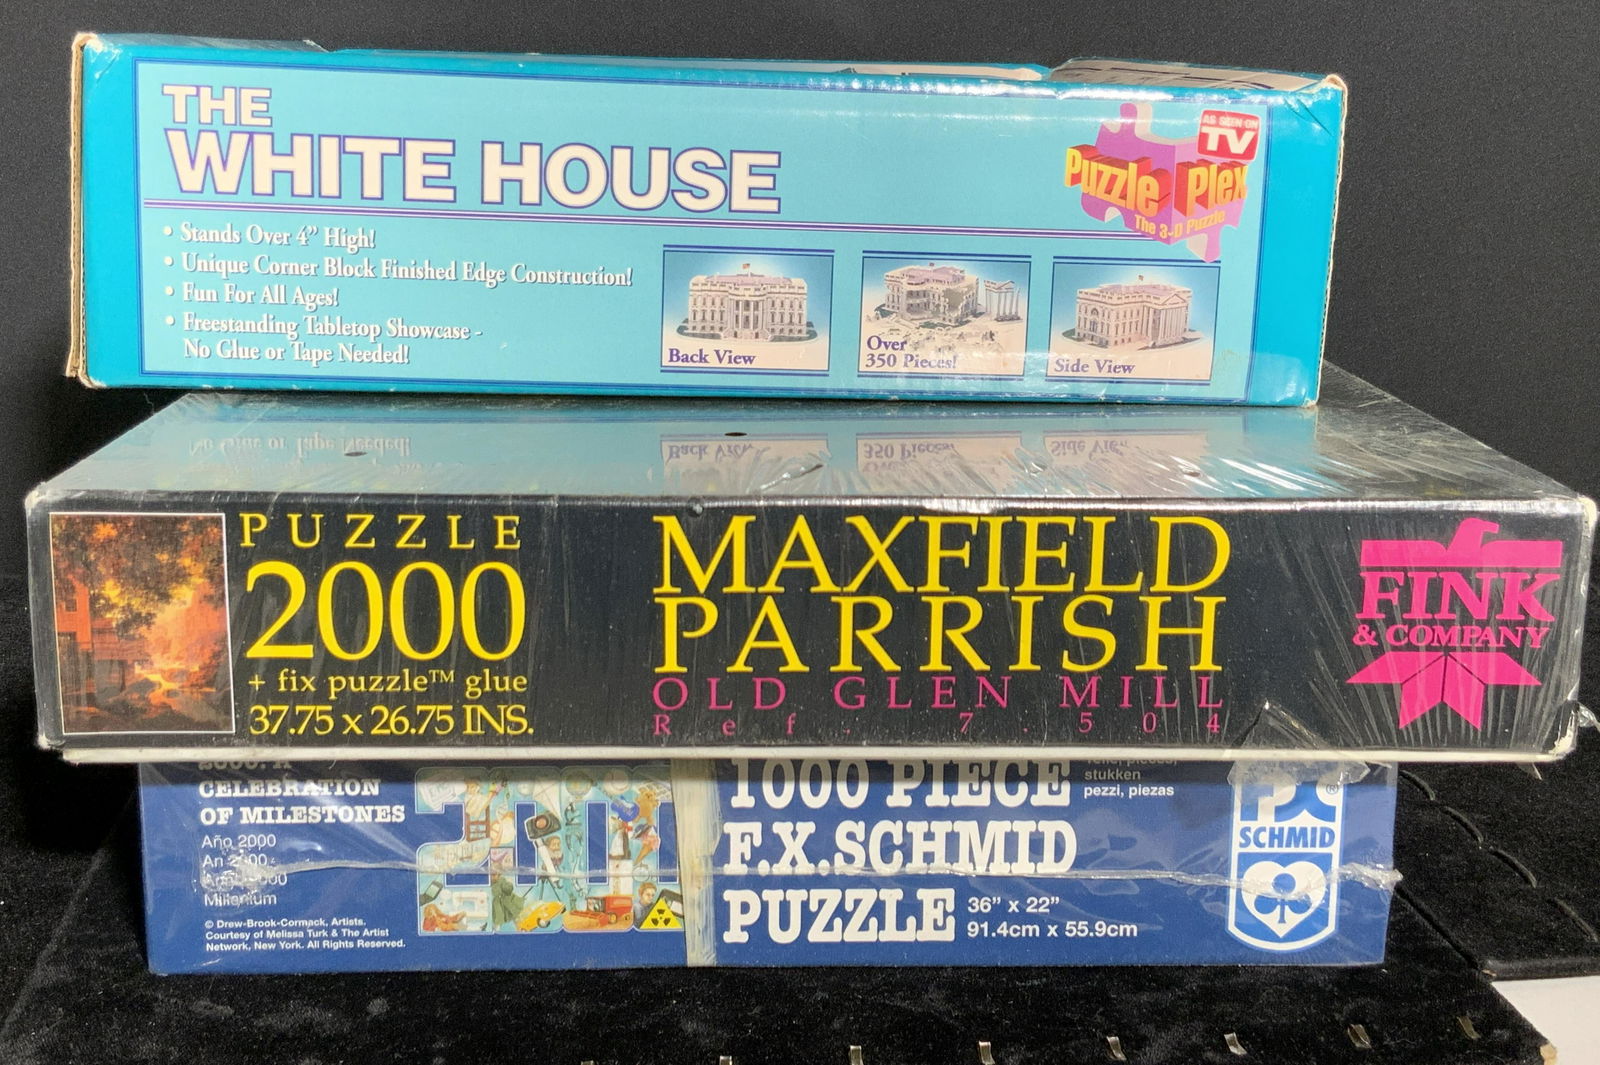 THE
WHITE HOUSE
• Stands Over 4” High!
• Unique Corner Block Finished Edge Construction!
• Fun For All Ages!
• Freestanding Tabletop Showcase -
No Glue or Tape Needed!
Back View
Over
350 Pieces!
Side View
AS SEEN ON
TV
Puzzle Plex
The 3-D Puzzle
PUZZLE
2000
+ fix puzzle™ glue
37.75 x 26.75 INS.
MAXFIELD
PARRISH
OLD GLEN MILL
Ref. 7.504
FINK
& COMPANY
2000: A
CELEBRATION
OF MILESTONES
Año 2000
An 2000
2000
Millenium
© Drew-Brook-Cormack, Artists.
Courtesy of Melissa Turk & The Artist
Network, New York. All Rights Reserved.
1000 PIECE
F.X.SCHMID
PUZZLE
36” x 22”
91.4cm x 55.9cm
stukken
pezzi, piezas
F.X.®
SCHMID